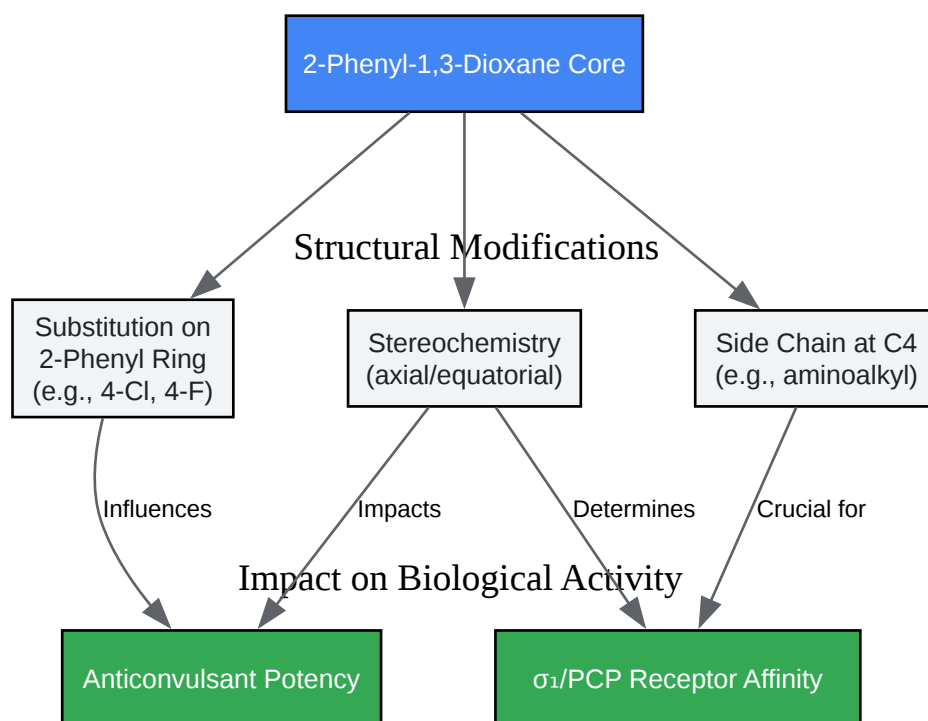 2-Phenyl-1,3-Dioxane Core
Structural Modifications
Substitution on
2-Phenyl Ring
(e.g., 4-Cl, 4-F)
Stereochemistry
(axial/equatorial)
Side Chain at C4
(e.g., aminoalkyl)
Influences
Impacts
Determines
Crucial for
Impact on Biological Activity
Anticonvulsant Potency
σ₁/PCP Receptor Affinity